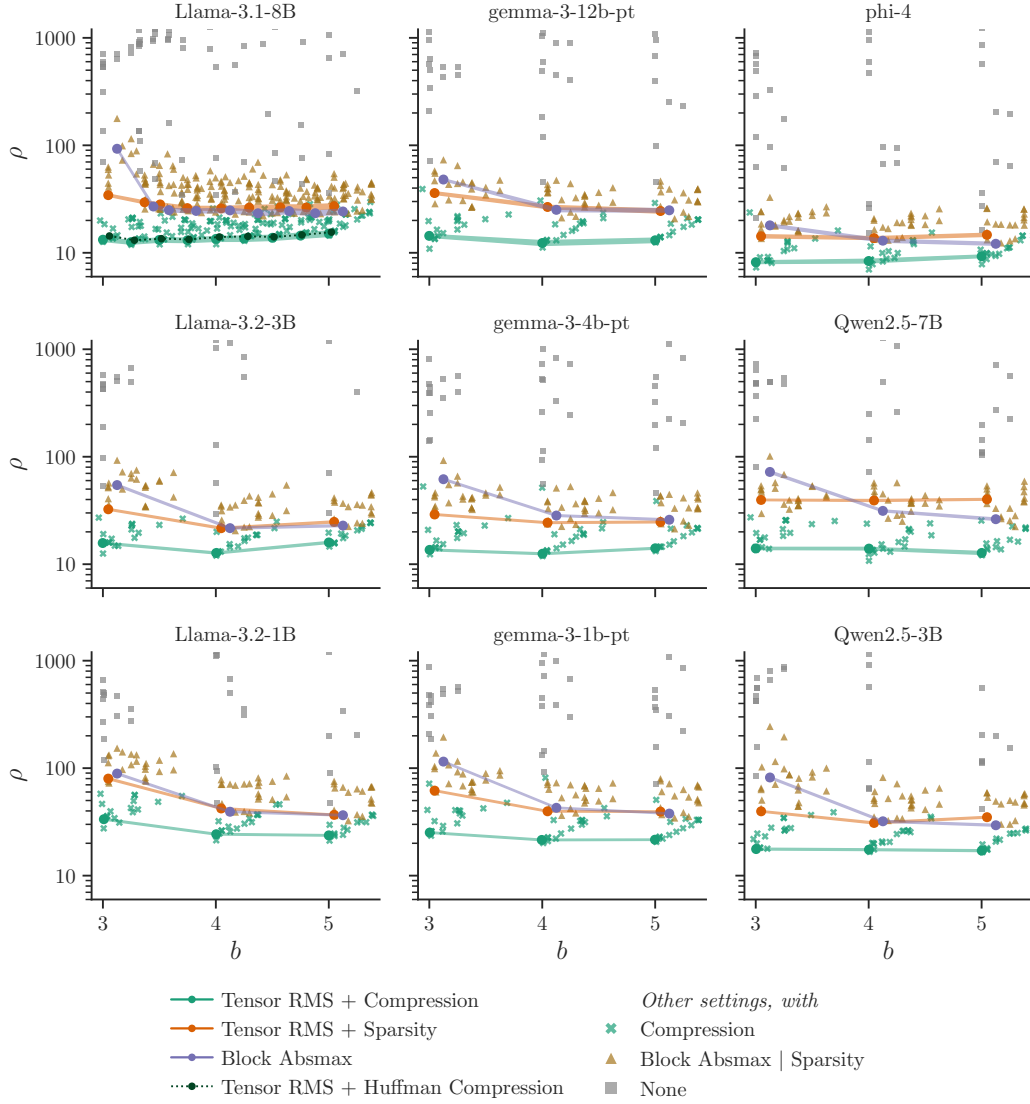 Llama-3.1-8B
gemma-3-12b-pt
phi-4
1000
100
10
ρ
Llama-3.2-3B
gemma-3-4b-pt
Qwen2.5-7B
1000
100
10
ρ
Llama-3.2-1B
gemma-3-1b-pt
Qwen2.5-3B
1000
100
10
ρ
3 4 5
3 4 5
3 4 5
b
b
b
Tensor RMS + Compression
Tensor RMS + Sparsity
Block Absmax
Tensor RMS + Huffman Compression
Other settings, with
Compression
Block Absmax | Sparsity
None